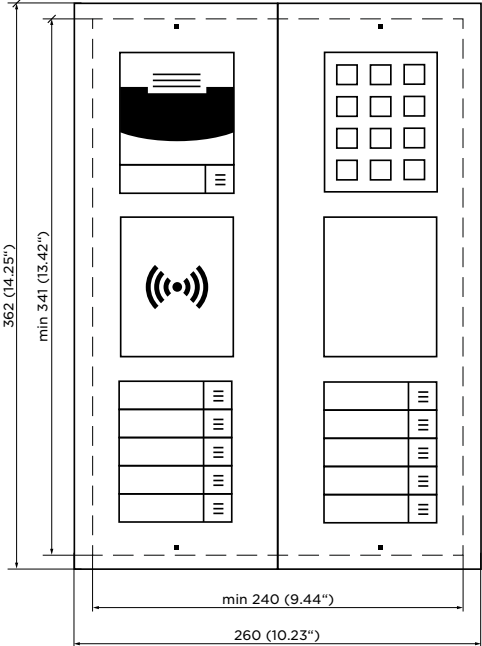 362 (14.25“)
min 341 (13.42“)
min 240 (9.44“)
260 (10.23“)